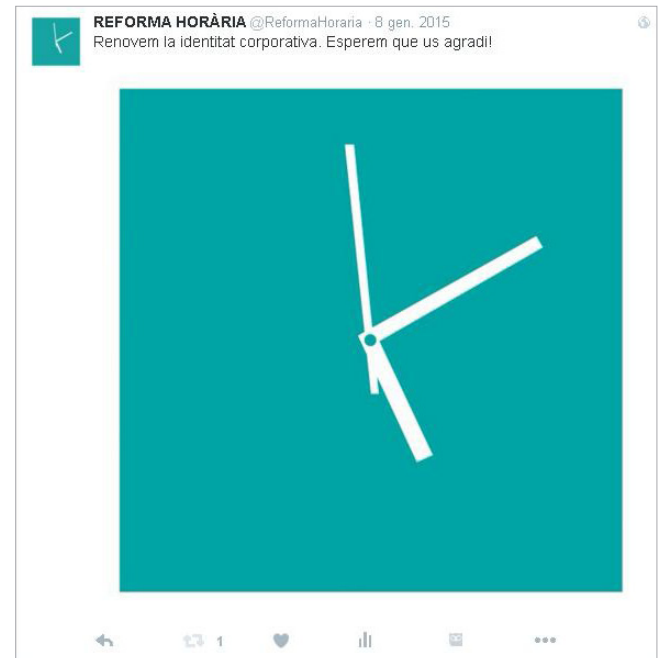 REFORMA HORÀRIA @ReformaHoraria · 8 gen. 2015
Renovem la identitat corporativa. Esperem que us agradi!
1